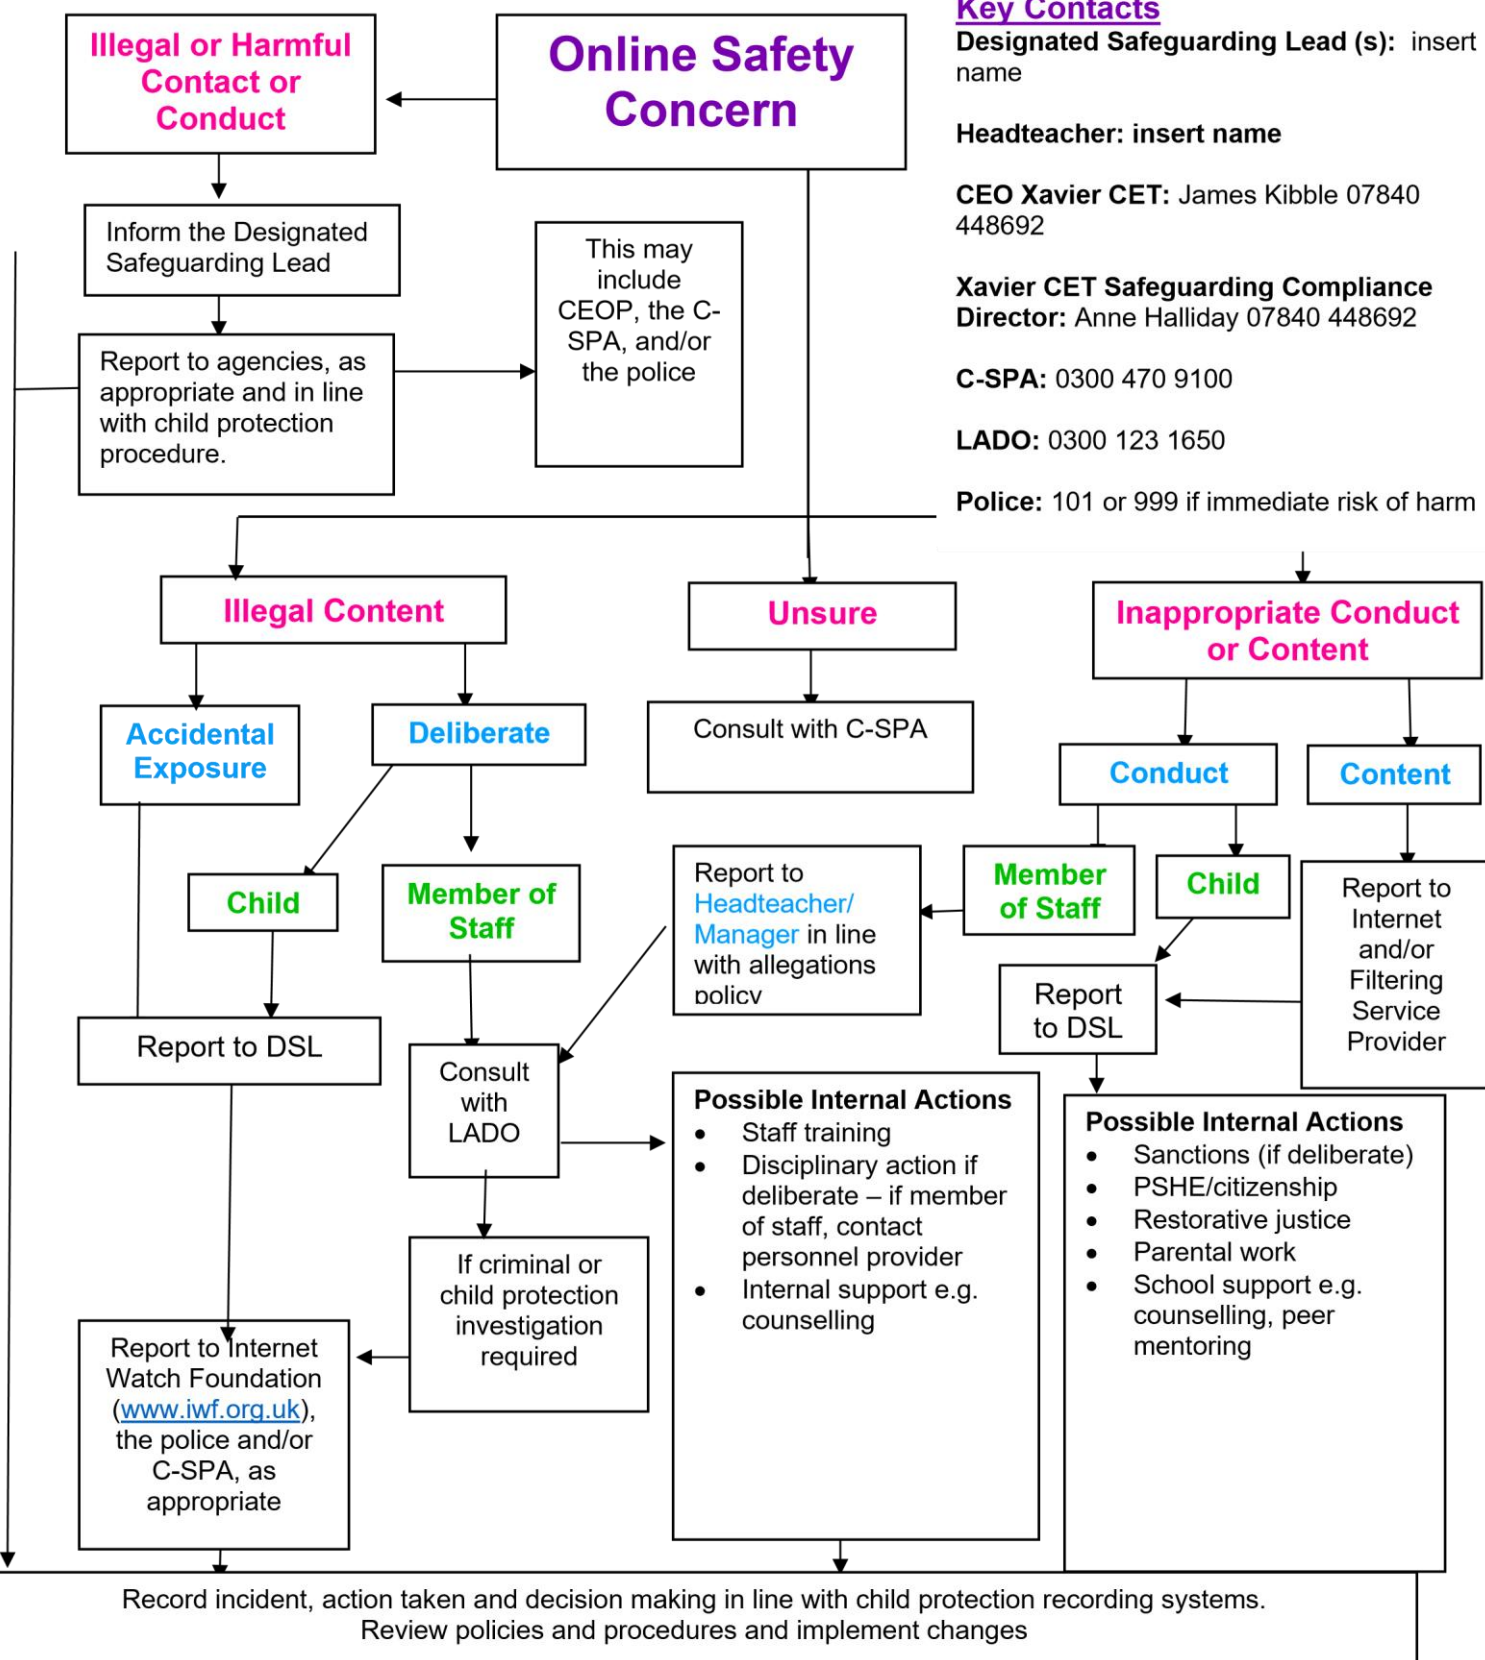 Key Contacts
Designated Safeguarding Lead (s): insert
name
Headteacher: insert name
CEO Xavier CET: James Kibble 07840
448692
Xavier CET Safeguarding Compliance
Director: Anne Halliday 07840 448692
C-SPA: 0300 470 9100
LADO: 0300 123 1650
Police: 101 or 999 if immediate risk of harm
Online Safety
Concern
Illegal or Harmful
Contact or
Conduct
Inform the Designated
Safeguarding Lead
Report to agencies, as
appropriate and in line
with child protection
procedure.
This may
include
CEOP, the C-
SPA, and/or
the police
Illegal Content
Unsure
Inappropriate Conduct
or Content
Accidental
Exposure
Deliberate
Consult with C-SPA
Conduct
Content
Child
Member of
Staff
Report to
Headteacher/
Manager in line
with allegations
policy
Member
of Staff
Child
Report to
Internet
and/or
Filtering
Service
Provider
Report to DSL
Consult
with
LADO
Report
to DSL
Possible Internal Actions
• Staff training
• Disciplinary action if
deliberate – if member
of staff, contact
personnel provider
• Internal support e.g.
counselling
Possible Internal Actions
• Sanctions (if deliberate)
• PSHE/citizenship
• Restorative justice
• Parental work
• School support e.g.
counselling, peer
mentoring
If criminal or
child protection
investigation
required
Report to Internet
Watch Foundation
(www.iwf.org.uk),
the police and/or
C-SPA, as
appropriate
Record incident, action taken and decision making in line with child protection recording systems.
Review policies and procedures and implement changes